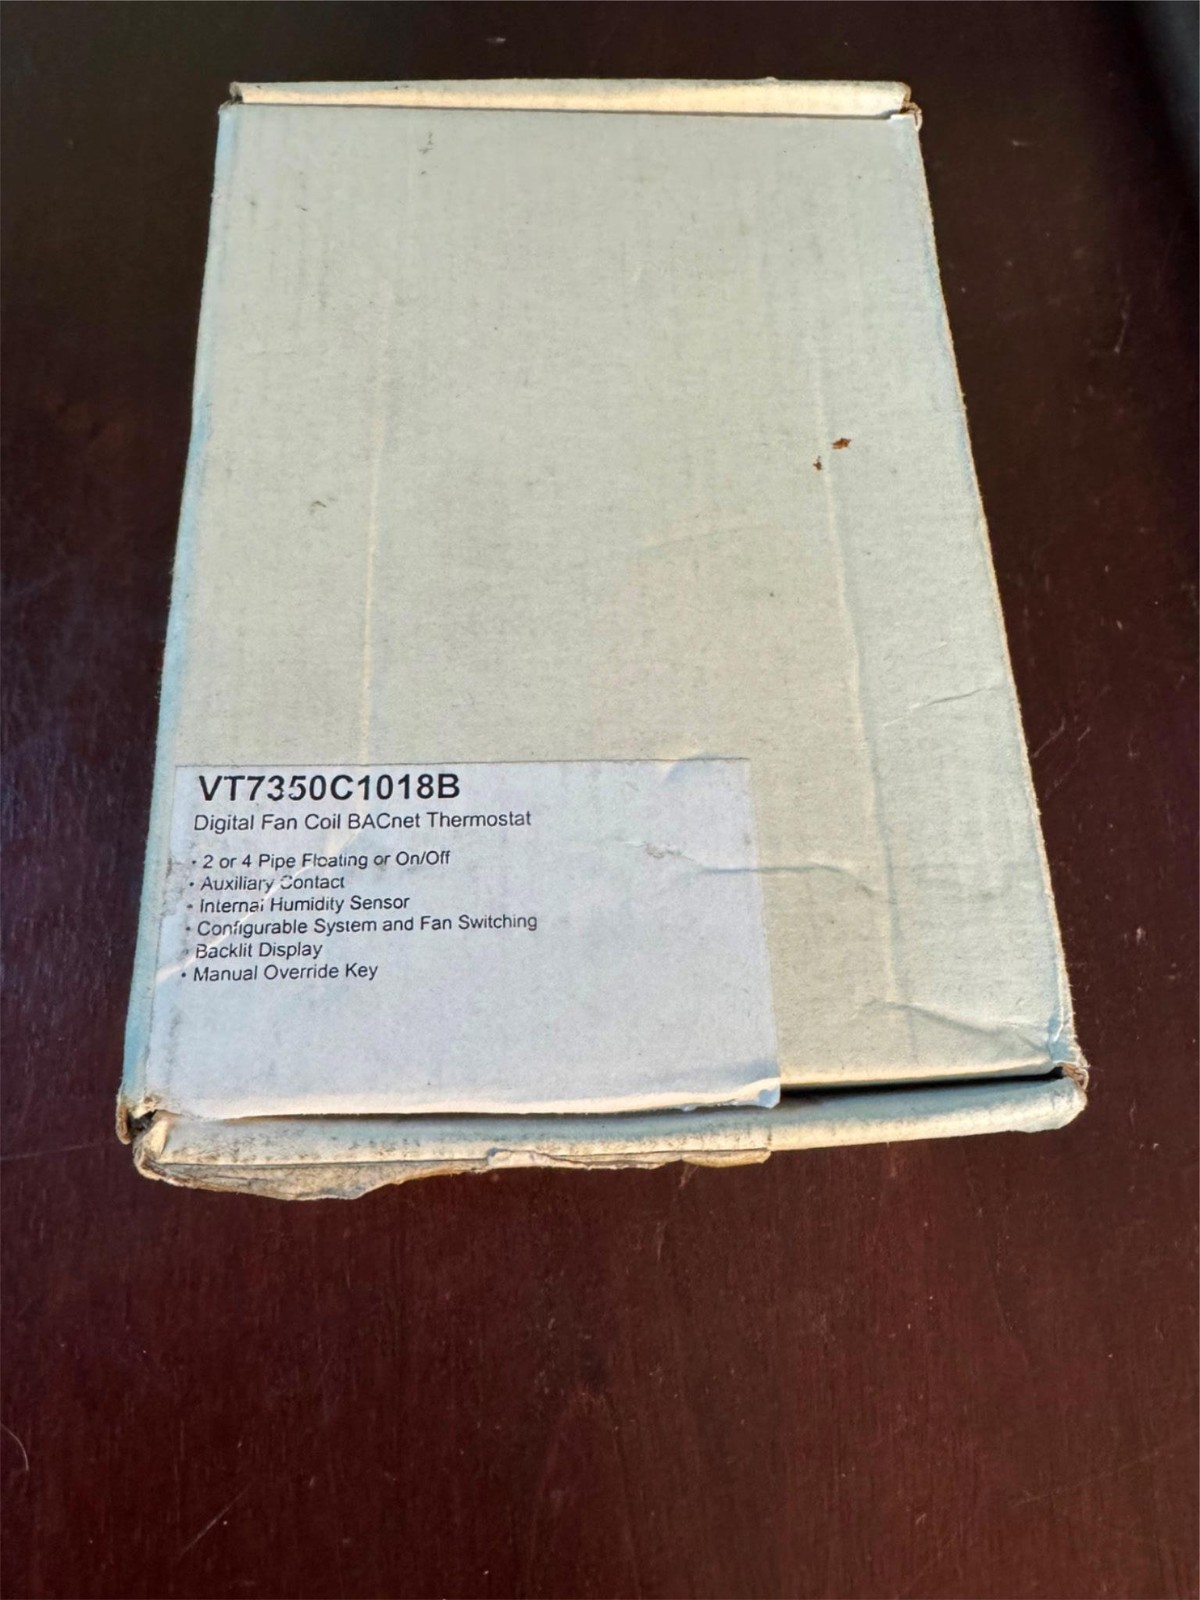 VT7350C1018B
Digital Fan Coil BACnet Thermostat
• 2 or 4 Pipe Floating or On/Off
• Auxiliary Contact
• Internal Humidity Sensor
• Configurable System and Fan Switching
• Backlit Display
• Manual Override Key